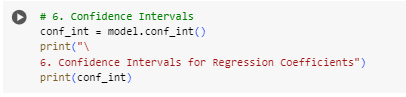 # 6. Confidence Intervals
conf_int = model.conf_int()
print("\
6. Confidence Intervals for Regression Coefficients")
print(conf_int)